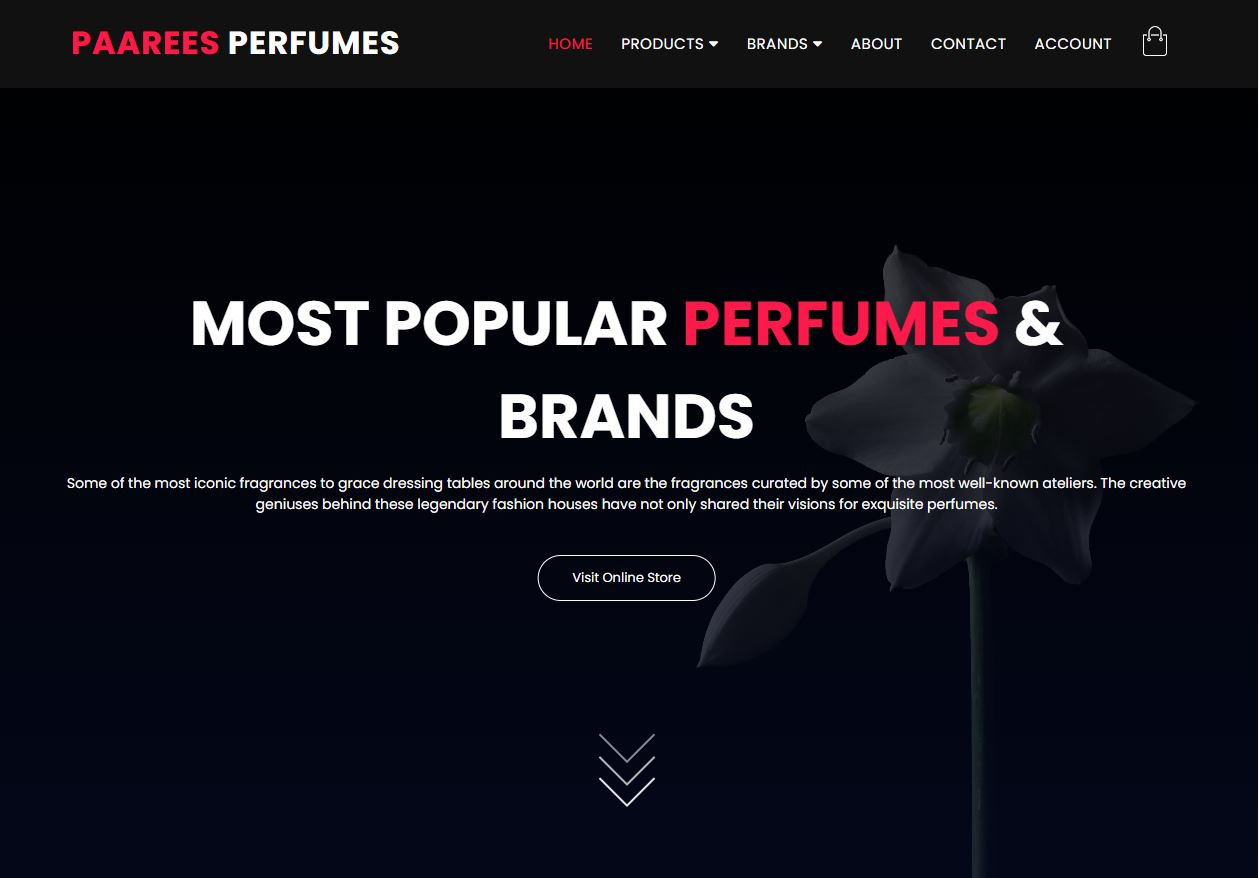 PAAREES PERFUMES
HOME PRODUCTS BRANDS ABOUT CONTACT ACCOUNT
MOST POPULAR PERFUMES &
BRANDS
Some of the most iconic fragrances to grace dressing tables around the world are the fragrances curated by some of the most well-known ateliers. The creative
geniuses behind these legendary fashion houses have not only shared their visions for exquisite perfumes.
Visit Online Store